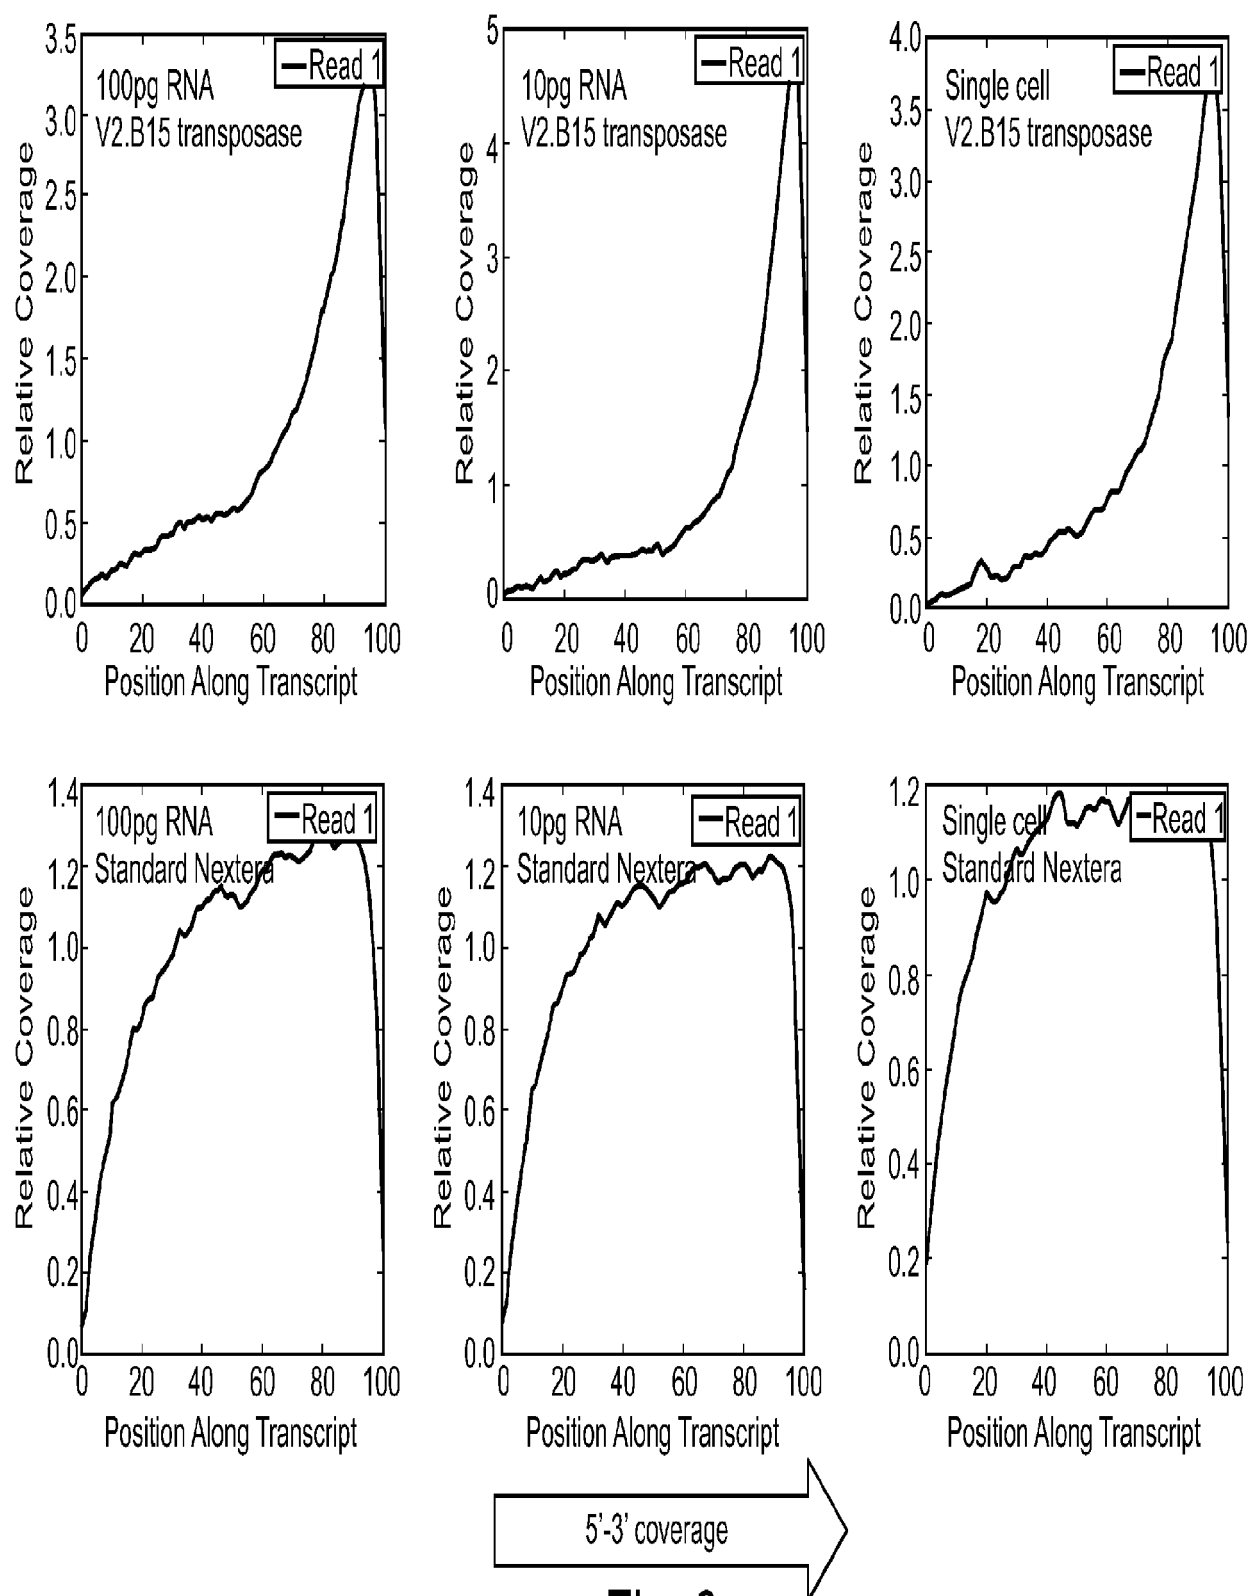 3.5
3.0
2.5
2.0
1.5
1.0
0.5
0.0
Relative Coverage
100pg RNA
V2.B15 transposase
Read 1
0 20 40 60 80 100
Position Along Transcript
5
4
3
2
1
0
Relative Coverage
10pg RNA
V2.B15 transposase
Read 1
0 20 40 60 80 100
Position Along Transcript
4.0
3.5
3.0
2.5
2.0
1.5
1.0
0.5
0.0
Relative Coverage
Single cell
V2.B15 transposase
Read 1
0 20 40 60 80 100
Position Along Transcript
1.4
1.2
1.0
0.8
0.6
0.4
0.2
0.0
Relative Coverage
100pg RNA
Standard Nextera
Read 1
0 20 40 60 80 100
Position Along Transcript
1.4
1.2
1.0
0.8
0.6
0.4
0.2
0.0
Relative Coverage
10pg RNA
Standard Nextera
Read 1
0 20 40 60 80 100
Position Along Transcript
1.2
1.0
0.8
0.6
0.4
0.2
0.0
Relative Coverage
Single cell
Standard Nextera
Read 1
0 20 40 60 80 100
Position Along Transcript
5'-3' coverage